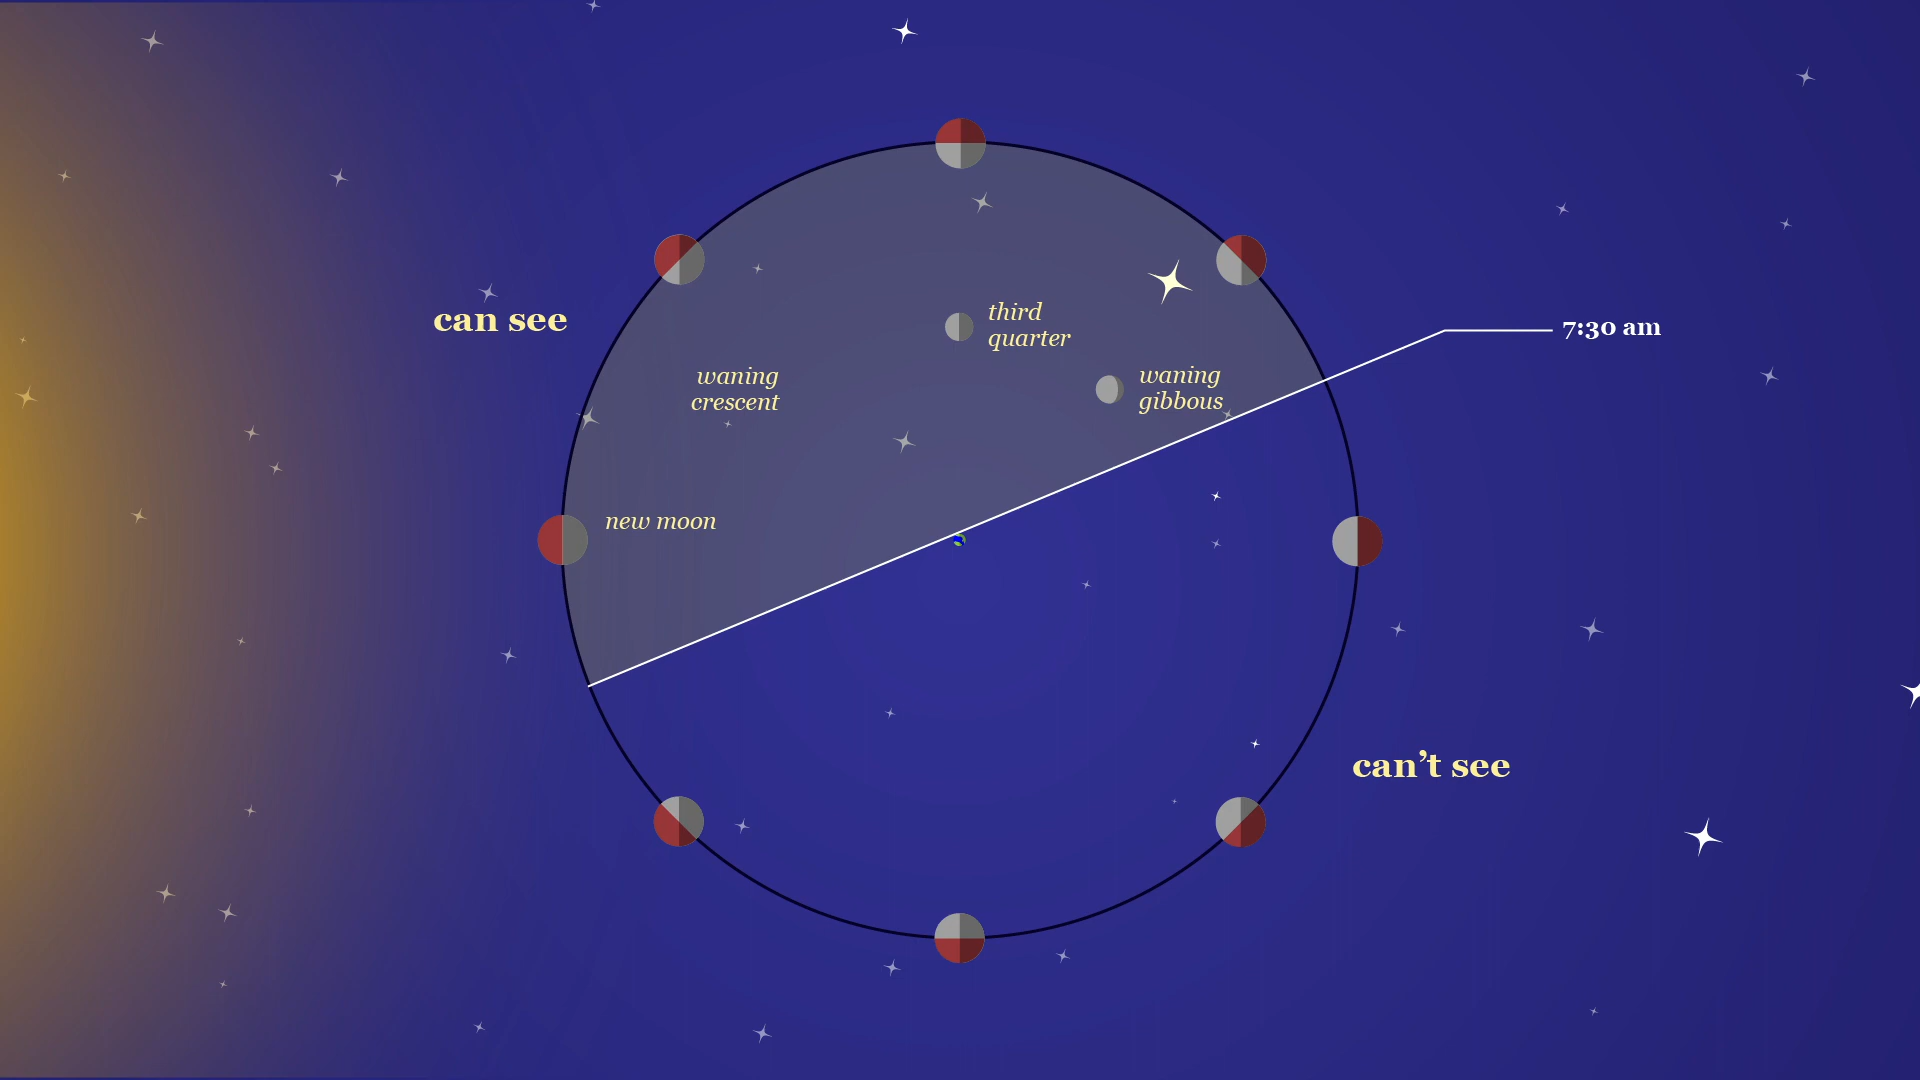 third
quarter
can see
7:30 am
waning
crescent
waning
gibbous
new moon
can't see